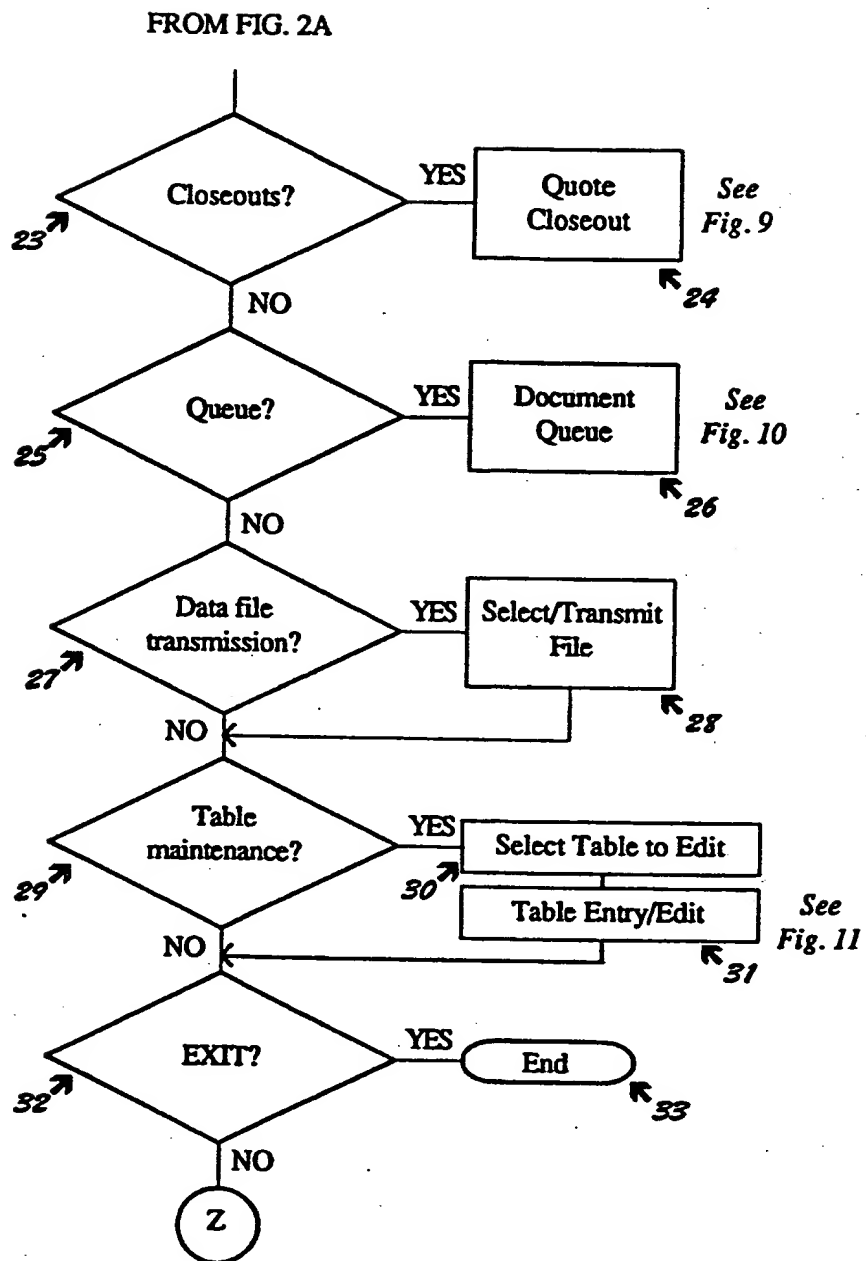 FROM FIG. 2A
Closeouts?
YES
Quote
Closeout
See
Fig. 9
23
24
NO
Queue?
YES
Document
Queue
See
Fig. 10
25
26
NO
Data file
transmission?
YES
Select/Transmit
File
27
28
NO
Table
maintenance?
YES
Select Table to Edit
29
30
Table Entry/Edit
See
Fig. 11
31
NO
EXIT?
YES
End
32
33
NO
Z